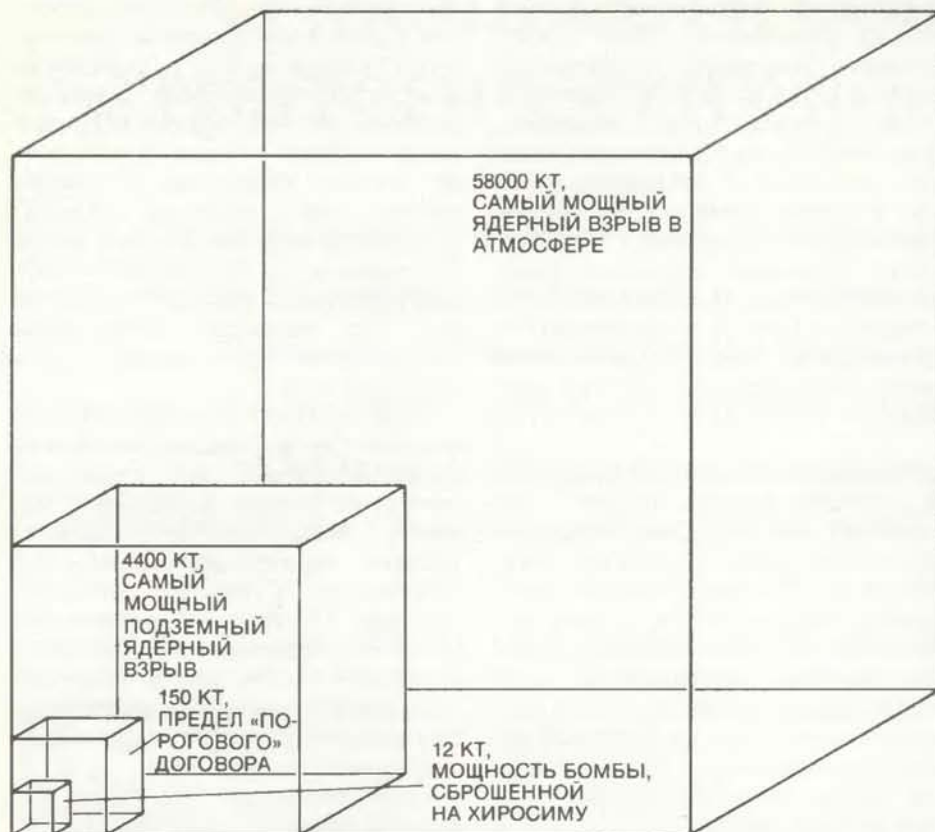 58000 КТ,
САМЫЙ МОЩНЫЙ
ЯДЕРНЫЙ ВЗРЫВ В
АТМОСФЕРЕ
4400 КТ,
САМЫЙ
МОЩНЫЙ
ПОДЗЕМНЫЙ
ЯДЕРНЫЙ
ВЗРЫВ
150 КТ,
ПРЕДЕЛ «ПО-
РОГОВОГО»
ДОГОВОРА
12 КТ,
МОЩНОСТЬ БОМБЫ,
СБРОШЕННОЙ
НА ХИРОСИМУ